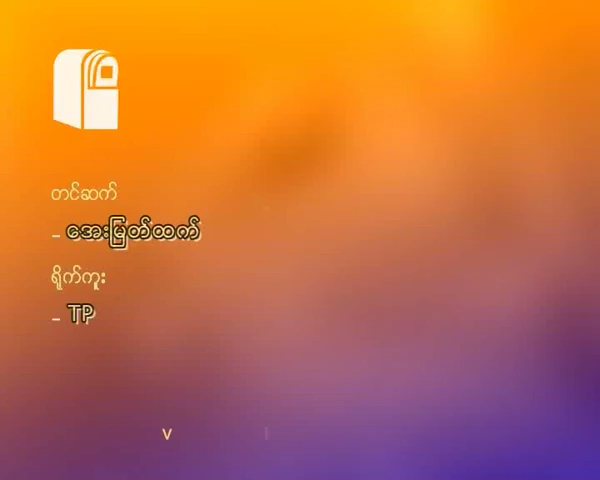 တင်ဆက်
- အေးမြတ်ထက်
ရိုက်ကူး
- TP
v